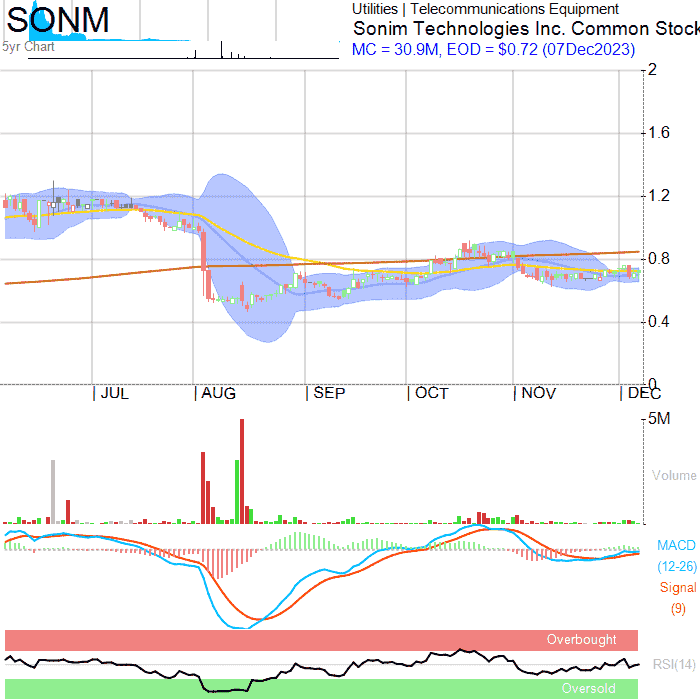 SONM
5yr Chart
Utilities | Telecommunications Equipment
Sonim Technologies Inc. Common Stock
MC = 30.9M, EOD = $0.72 (07Dec2023)
2
1.6
1.2
0.8
0.4
0
JUL AUG SEP OCT NOV DEC
5M
Volume
MACD
(12-26)
Signal
(9)
Overbought
RSI(14)
Oversold